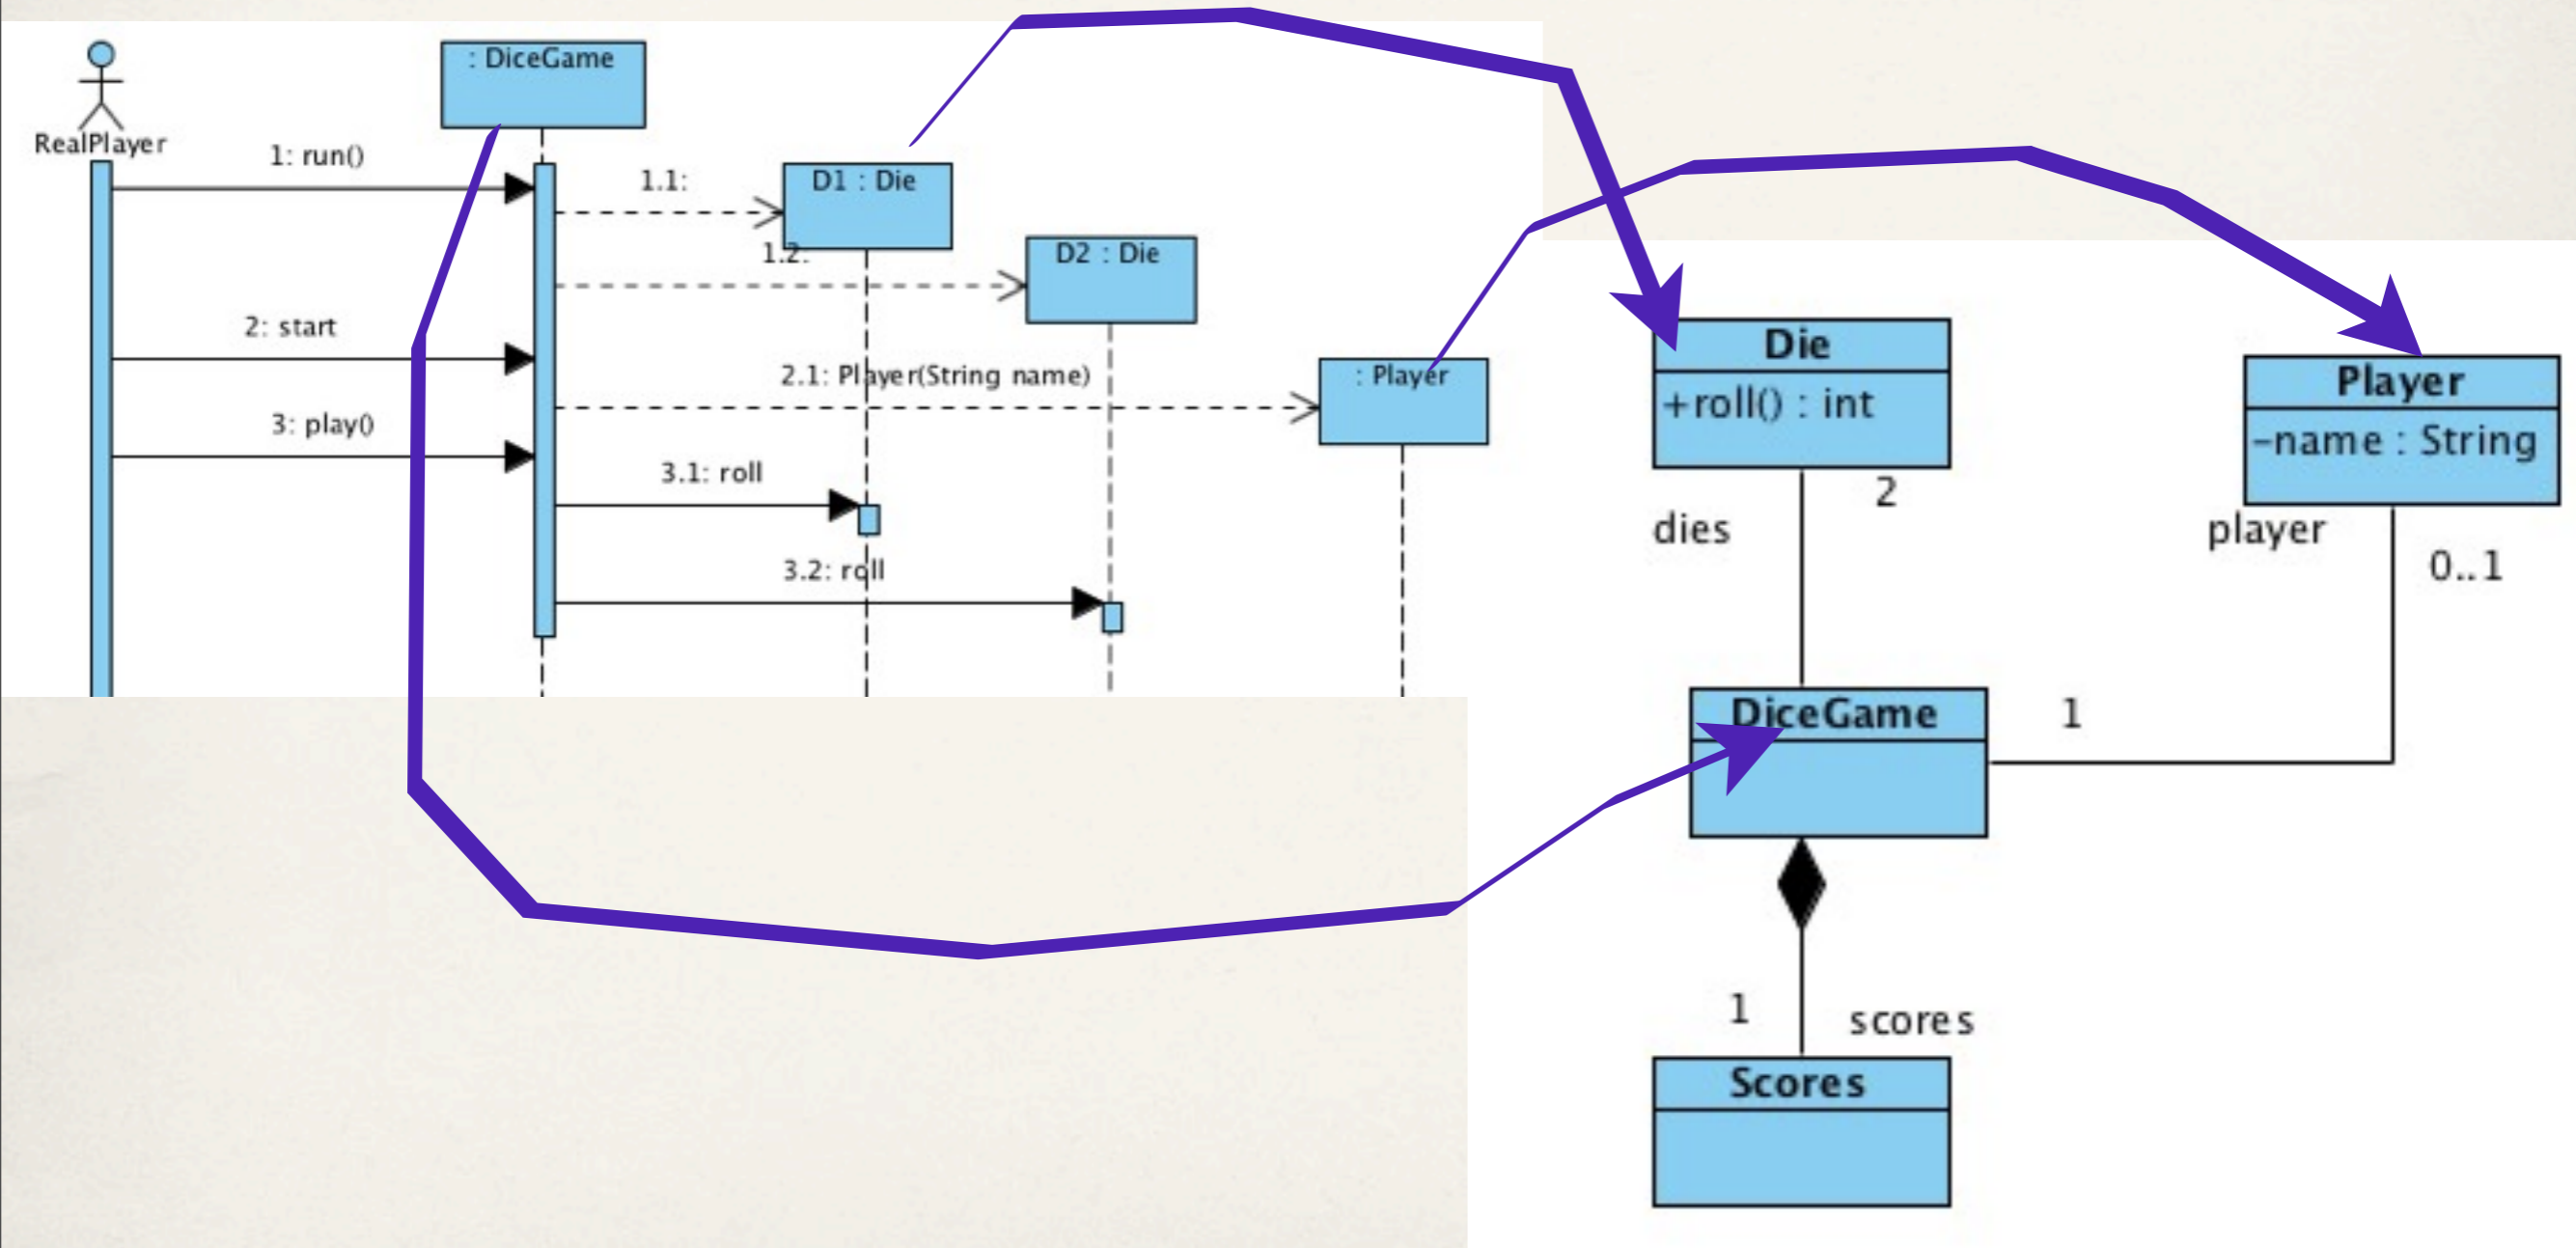 : DiceGame
RealPlayer
1: run()
1.1:
D1 : Die
1.2:
D2 : Die
2: start
2.1: Player(String name)
: Player
3: play()
3.1: roll
3.2: roll
Die
+roll() : int
2
dies
Player
-name : String
player
0..1
DiceGame
1
1
scores
Scores